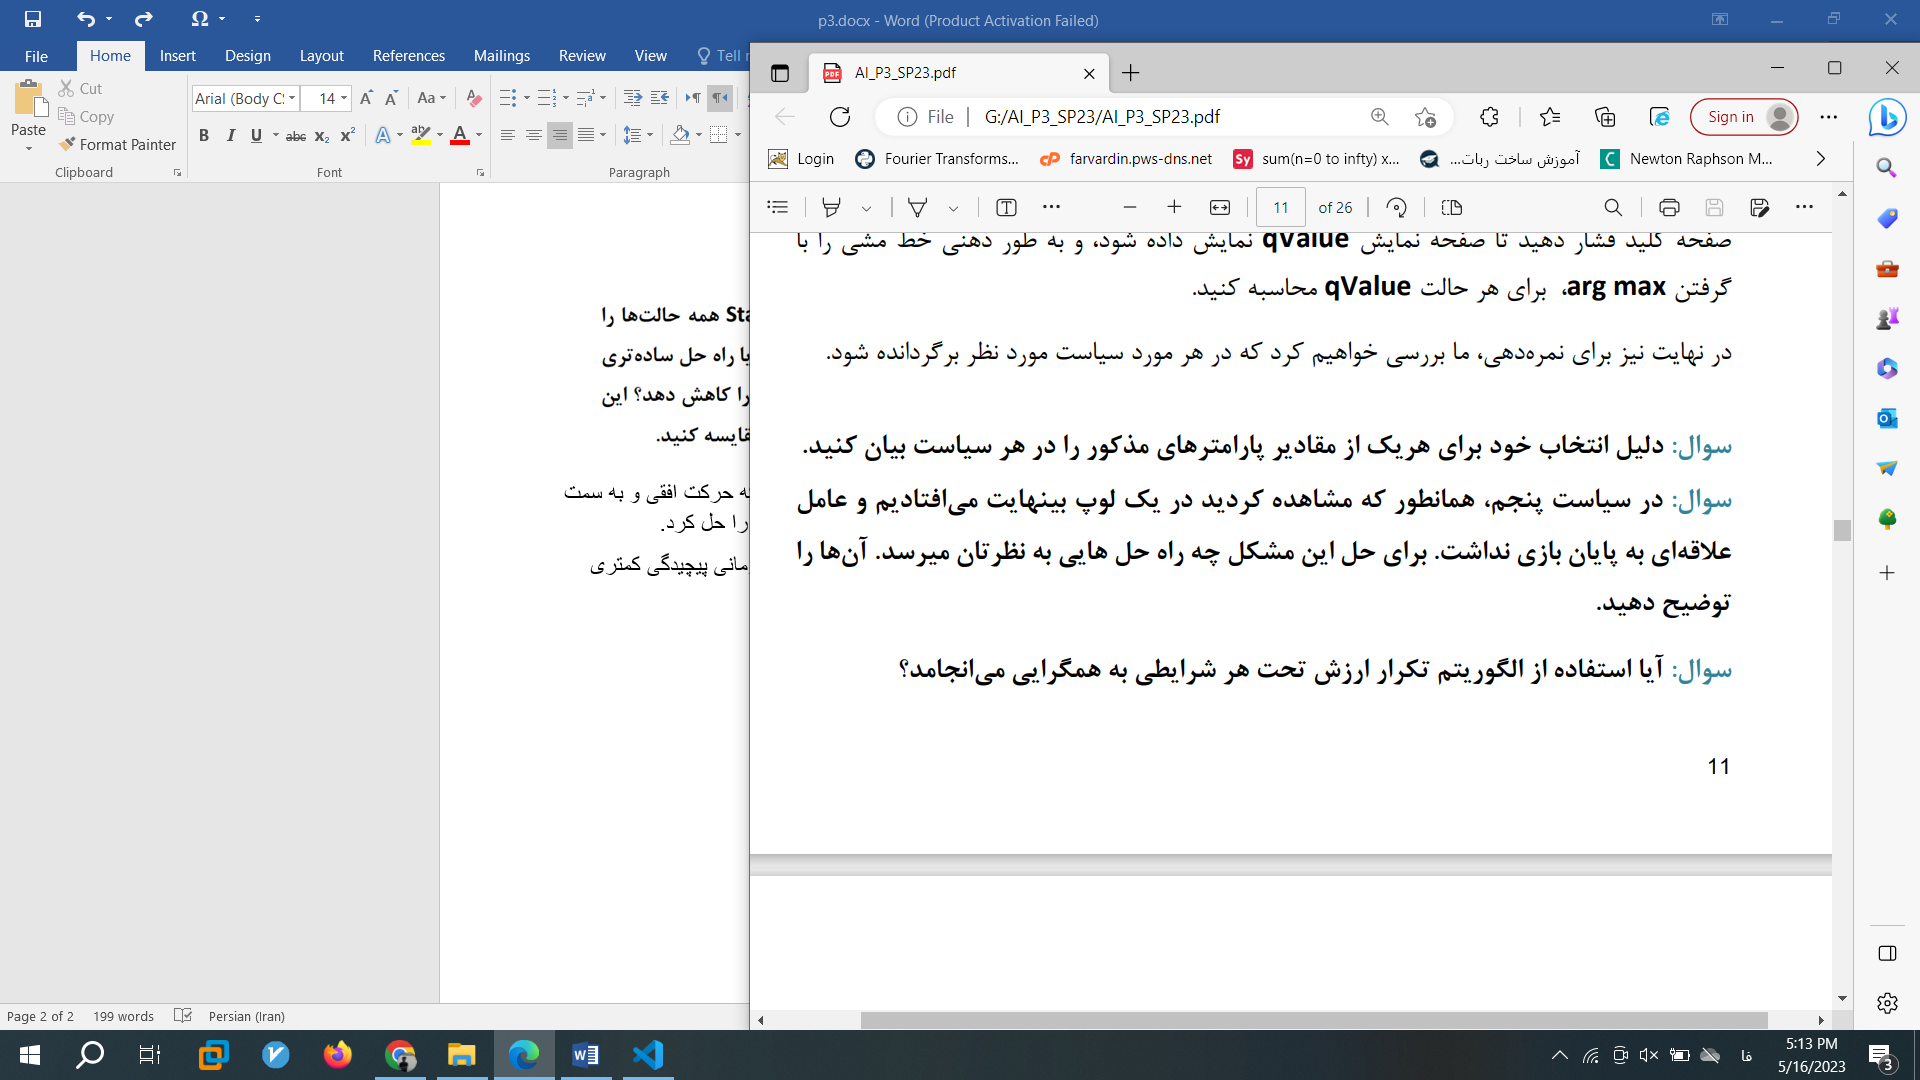 p3.docx - Word (Product Activation Failed)
File Home Insert Design Layout References Mailings Review View Tell
Paste
Cut
Copy
Format Painter
Clipboard
Arial (Body C 14
Font
Paragraph
همه حالت‌ها را
با راه حل ساده‌تری
را کاهش دهد؟ این
قایسه کنید.
حرکت افقی و به سمت
را حل کرد.
پیچیدگی کمتری
Page 2 of 2 199 words Persian (Iran)
AI_P3_SP23.pdf
File G:/AI_P3_SP23/AI_P3_SP23.pdf Sign in
Login Fourier Transforms... farvardin.pws-dns.net sum(n=0 to infty) x... آموزش ساخت ربات... Newton Raphson M...
11 of 26
صفحه کلید فشار دهید تا صفحه نمایش qValue نمایش داده شود، و به طور ذهنی خط مشی را با
گرفتن arg max، برای هر حالت qValue محاسبه کنید.
در نهایت نیز برای نمره‌دهی، ما بررسی خواهیم کرد که در هر مورد سیاست مورد نظر برگردانده شود.
سوال: دلیل انتخاب خود برای هریک از مقادیر پارامترهای مذکور را در هر سیاست بیان کنید.
سوال: در سیاست پنجم، همانطور که مشاهده کردید در یک لوپ بینهایت می‌افتادیم و عامل
علاقه‌ای به پایان بازی نداشت. برای حل این مشکل چه راه حل هایی به نظرتان میرسد. آن‌ها را
توضیح دهید.
سوال: آیا استفاده از الگوریتم تکرار ارزش تحت هر شرایطی به همگرایی می‌انجامد؟
11
فا
5:13 PM
5/16/2023
3